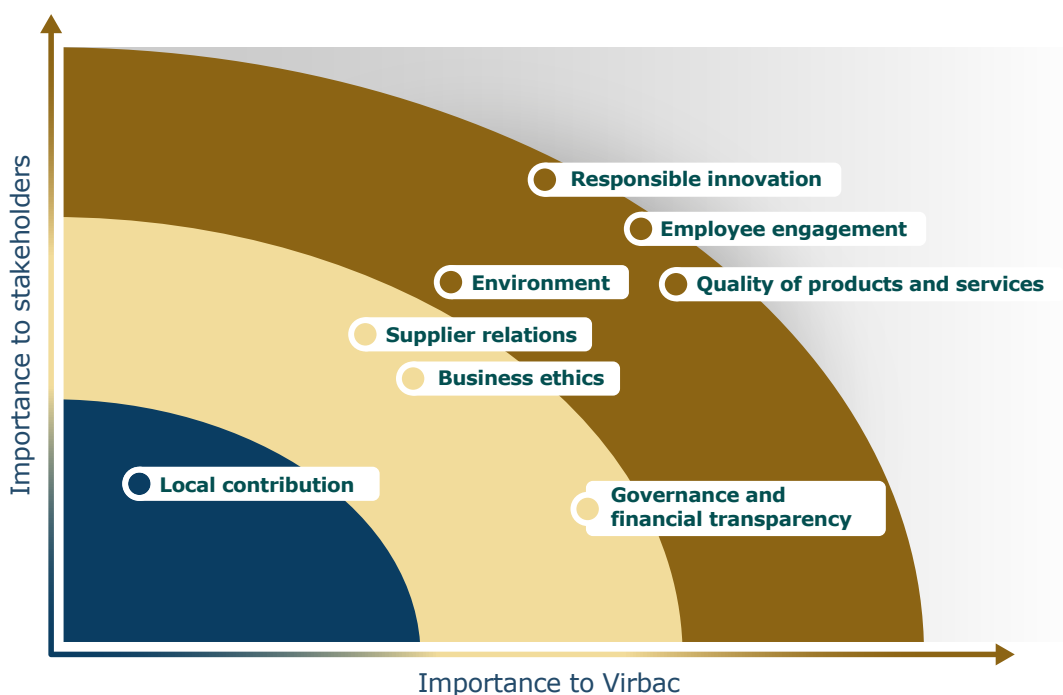 Importance to stakeholders
Responsible innovation
Employee engagement
Environment
Quality of products and services
Supplier relations
Business ethics
Local contribution
Governance and
financial transparency
Importance to Virbac